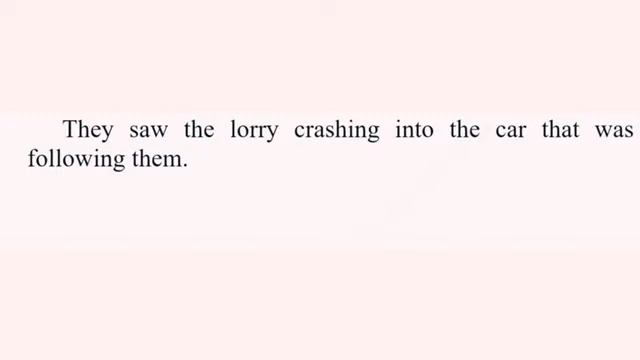 They saw the lorry crashing into the car that was
following them.